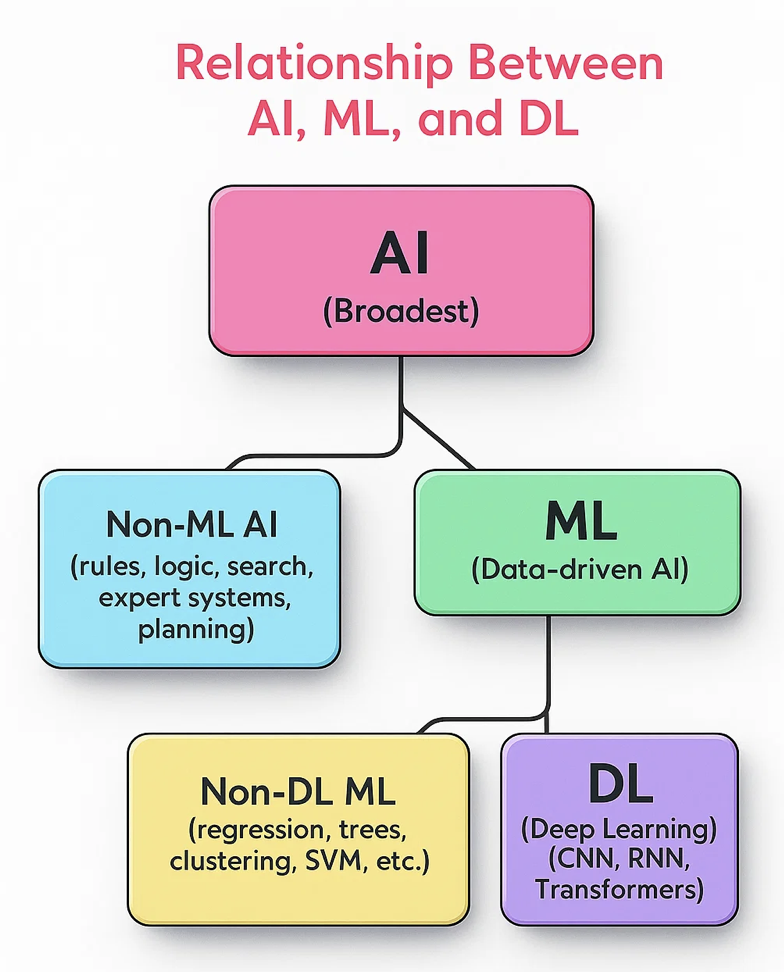 Relationship Between
AI, ML, and DL
AI
(Broadest)
Non-ML AI
(rules, logic, search,
expert systems,
planning)
ML
(Data-driven AI)
Non-DL ML
(regression, trees,
clustering, SVM, etc.)
DL
(Deep Learning)
(CNN, RNN,
Transformers)